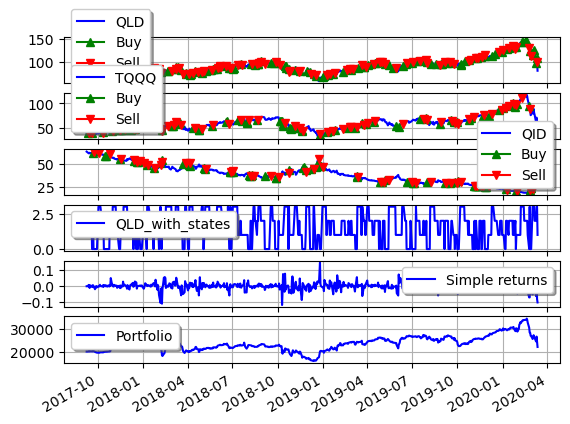 QLD
Buy
Sell
150
100
TQQQ
Buy
Sell
100
50
QID
Buy
Sell
50
25
QLD_with_states
2.5
0.0
Simple returns
0.1
0.0
−0.1
Portfolio
30000
20000
2017-10
2018-01
2018-04
2018-07
2018-10
2019-01
2019-04
2019-07
2019-10
2020-01
2020-04